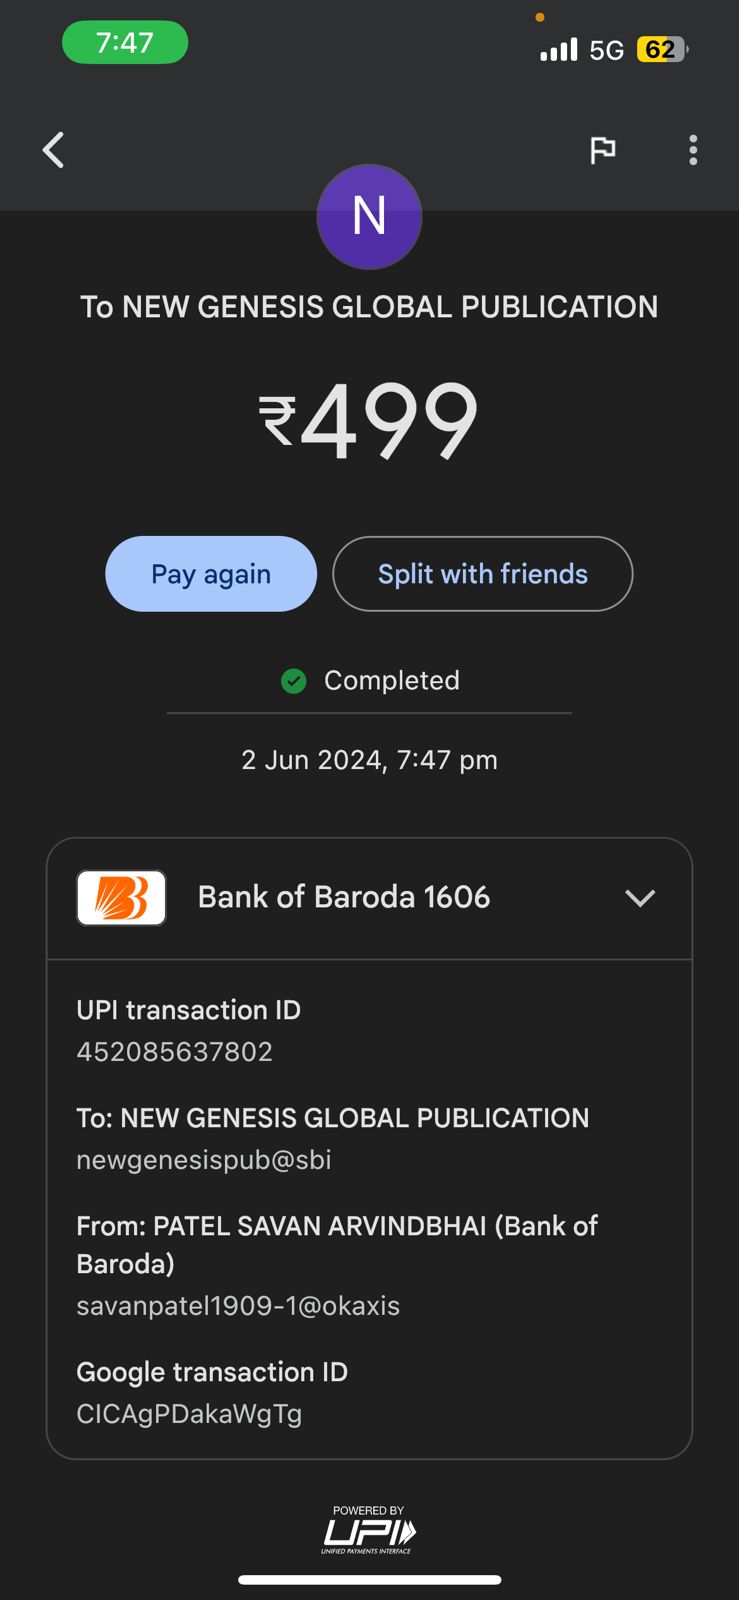 7:47
5G 62
N
To NEW GENESIS GLOBAL PUBLICATION
₹499
Pay again
Split with friends
Completed
2 Jun 2024, 7:47 pm
Bank of Baroda 1606
UPI transaction ID
452085637802
To: NEW GENESIS GLOBAL PUBLICATION
newgenesispub@sbi
From: PATEL SAVAN ARVINDBHAI (Bank of
Baroda)
savanpatel1909-1@okaxis
Google transaction ID
CICAgPDakaWgTg
POWERED BY
UPI
UNIFIED PAYMENTS INTERFACE